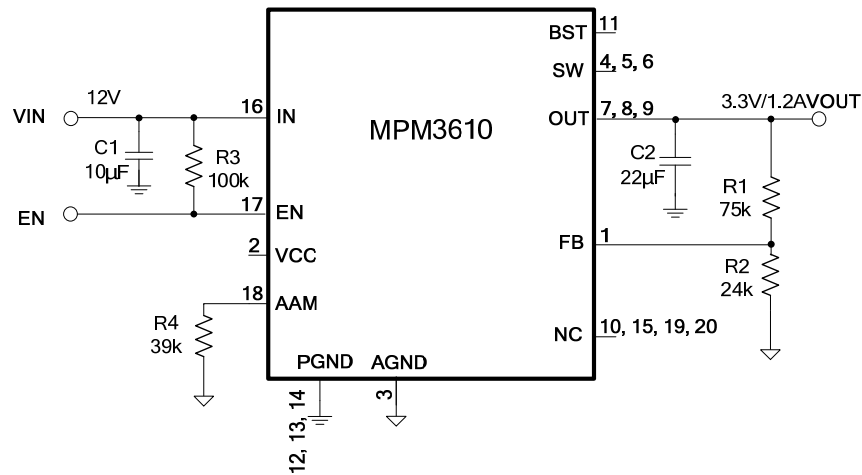 BST
11
SW
4, 5, 6
VIN
12V
16
IN
MPM3610
OUT
7, 8, 9
3.3V/1.2A
VOUT
C1
10µF
R3
100k
C2
22µF
R1
75k
EN
17
EN
FB
1
2
VCC
R2
24k
18
AAM
R4
39k
NC
10, 15, 19, 20
PGND
AGND
12, 13, 14
3